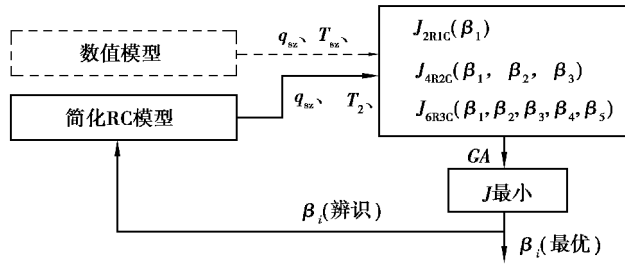 q_sz、 T_sz、
数值模型
J_2R1C(β_1)
J_4R2C(β_1, β_2, β_3)
简化RC模型
q_sz、 T_2、
J_6R3C(β_1,β_2,β_3,β_4,β_5)
GA
J最小
β_i(辨识)
β_i(最优)